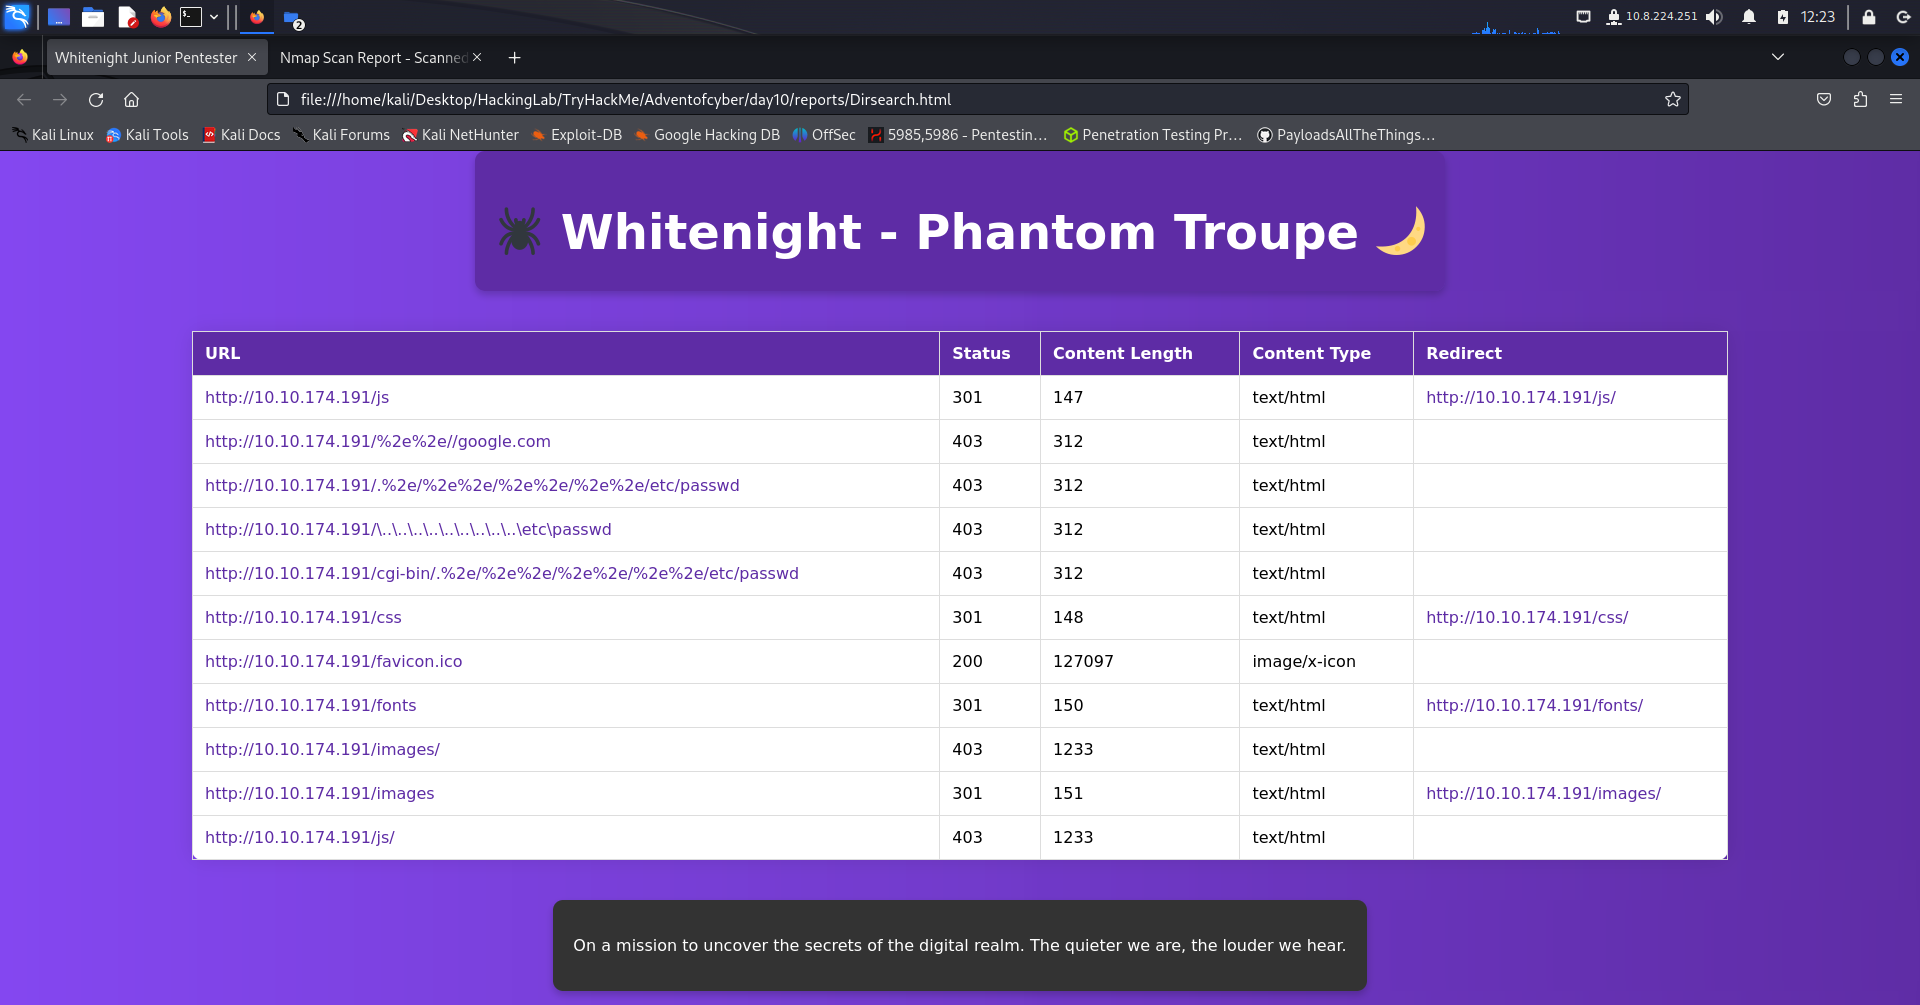 10.8.224.251
12:23
2
Whitenight Junior Pentester
Nmap Scan Report - Scanned
file:///home/kali/Desktop/HackingLab/TryHackMe/Adventofcyber/day10/reports/Dirsearch.html
Kali Linux Kali Tools Kali Docs Kali Forums Kali NetHunter Exploit-DB Google Hacking DB OffSec 5985,5986 - Pentestin… Penetration Testing Pr… PayloadsAllTheThings…
Whitenight - Phantom Troupe
URL Status Content Length Content Type Redirect
http://10.10.174.191/js 301 147 text/html http://10.10.174.191/js/
http://10.10.174.191/%2e%2e//google.com 403 312 text/html
http://10.10.174.191/.%2e/%2e%2e/%2e%2e/%2e%2e/etc/passwd 403 312 text/html
http://10.10.174.191/\..\..\..\..\..\..\..\..\..\etc\passwd 403 312 text/html
http://10.10.174.191/cgi-bin/.%2e/%2e%2e/%2e%2e/%2e%2e/etc/passwd 403 312 text/html
http://10.10.174.191/css 301 148 text/html http://10.10.174.191/css/
http://10.10.174.191/favicon.ico 200 127097 image/x-icon
http://10.10.174.191/fonts 301 150 text/html http://10.10.174.191/fonts/
http://10.10.174.191/images/ 403 1233 text/html
http://10.10.174.191/images 301 151 text/html http://10.10.174.191/images/
http://10.10.174.191/js/ 403 1233 text/html
On a mission to uncover the secrets of the digital realm. The quieter we are, the louder we hear.